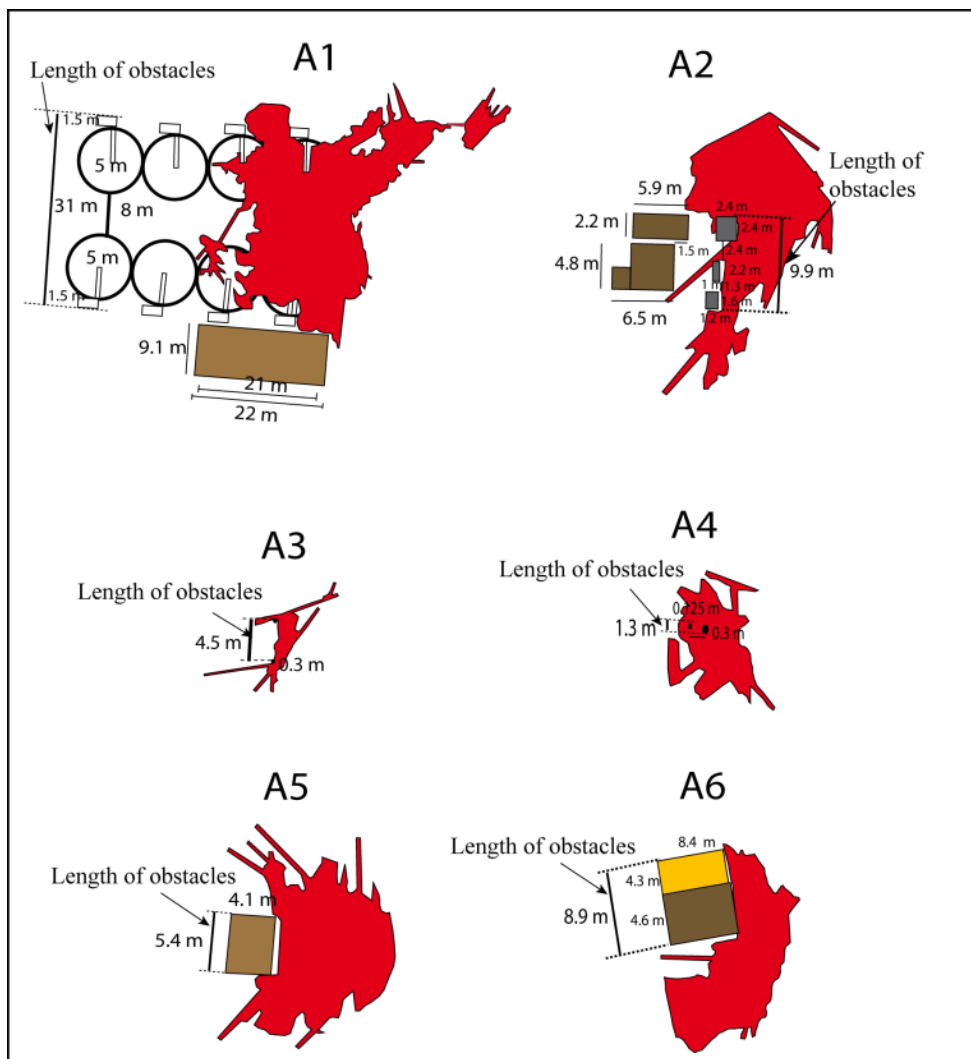 A1
Length of obstacles
1.5 m
5 m
31 m
8 m
5 m
1.5 m
9.1 m
21 m
22 m
A2
Length of
obstacles
5.9 m
2.4 m
2.2 m
2.4 m
1.5 m
2.4 m
4.8 m
2.2 m
9.9 m
1 m
1.3 m
1.6 m
6.5 m
1.2 m
A3
Length of obstacles
4.5 m
0.3 m
A4
Length of obstacles
0.125m
1.3 m
0.3 m
A5
Length of obstacles
4.1 m
5.4 m
A6
8.4 m
Length of obstacles
4.3 m
8.9 m
4.6 m